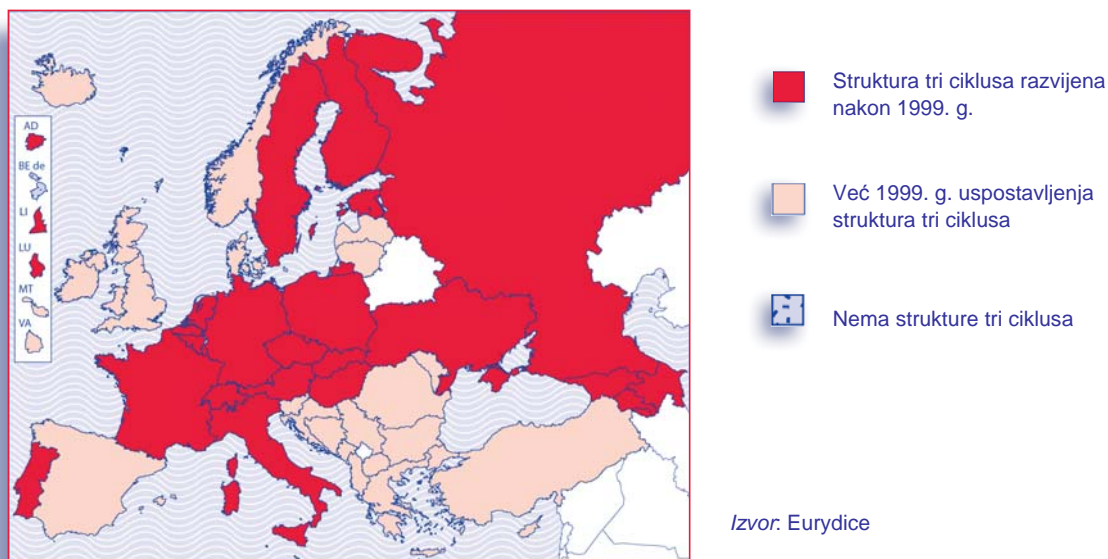 AD
BE de
LI
LU
MT
VA
Struktura tri ciklusa razvijena
nakon 1999. g.
Već 1999. g. uspostavljenja
struktura tri ciklusa
Nema strukture tri ciklusa
Izvor: Eurydice